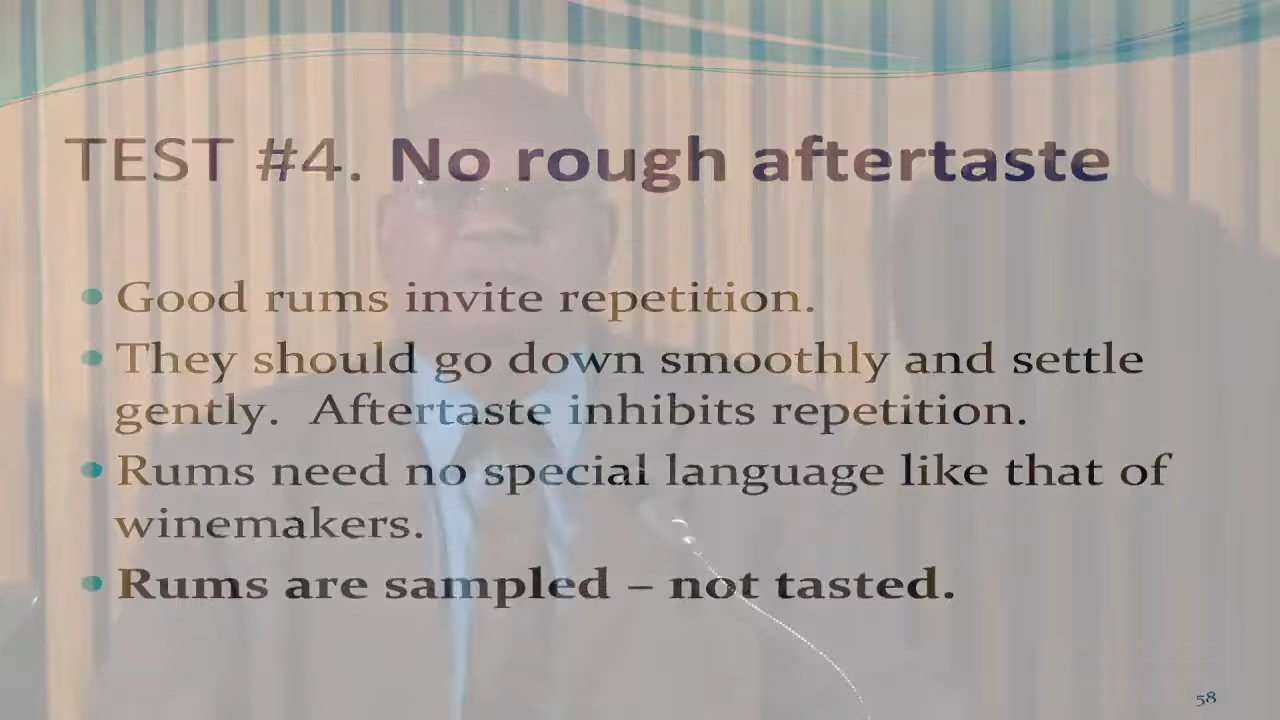 TEST #4. No rough aftertaste
• Good rums invite repetition.
• They should go down smoothly and settle
gently.  Aftertaste inhibits repetition.
• Rums need no special language like that of
winemakers.
• Rums are sampled – not tasted.
58